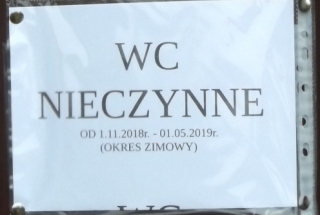 WC
NIECZYNNE
OD 1.11.2018r. - 01.05.2019r.
(OKRES ZIMOWY)